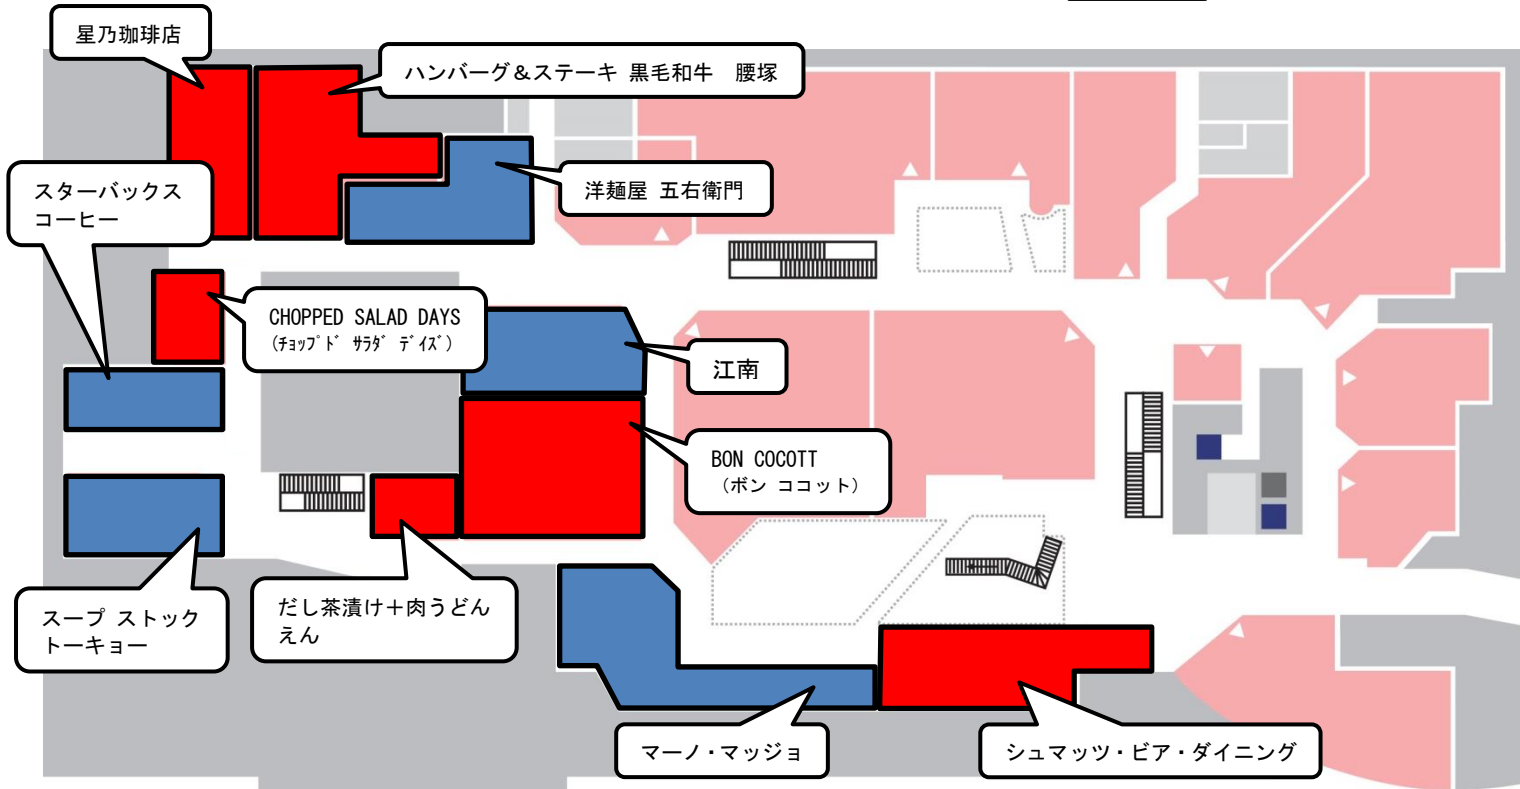 星乃珈琲店
ハンバーグ＆ステーキ 黒毛和牛　腰塚
スターバックス
コーヒー
洋麺屋 五右衛門
CHOPPED SALAD DAYS
(ﾁｮｯﾌﾟﾄﾞ ｻﾗﾀﾞ ﾃﾞｲｽﾞ)
江南
BON COCOTT
（ボン ココット）
スープ ストック
トーキョー
だし茶漬け＋肉うどん
えん
マーノ・マッジョ
シュマッツ・ビア・ダイニング